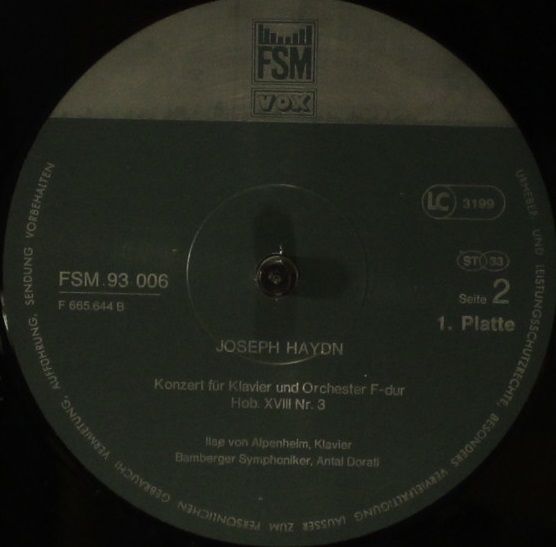 FSM
VOX
LC 3199
ST 33
FSM 93 006
F 665.644 B
Seite 2
1. Platte
JOSEPH HAYDN
Konzert für Klavier und Orchester F-dur
Hob. XVIII Nr. 3
Ilse von Alpenheim, Klavier
Bamberger Symphoniker, Antal Dorati
URHEBER- UND LEISTUNGSSCHUTZRECHTE, BESONDERS VERVIELFÄLTIGUNG (AUSSER ZUM PERSÖNLICHEN GEBRAUCH) VERMIETUNG, AUFFÜHRUNG, SENDUNG VORBEHALTEN